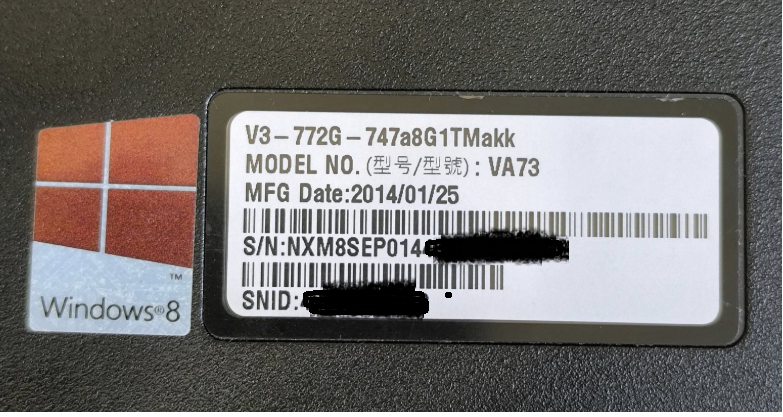 V3-772G-747a8G1TMakk
MODEL NO.(型号/型號): VA73
MFG Date:2014/01/25
S/N:NXM8SEP014
SNID:
™
Windows®8